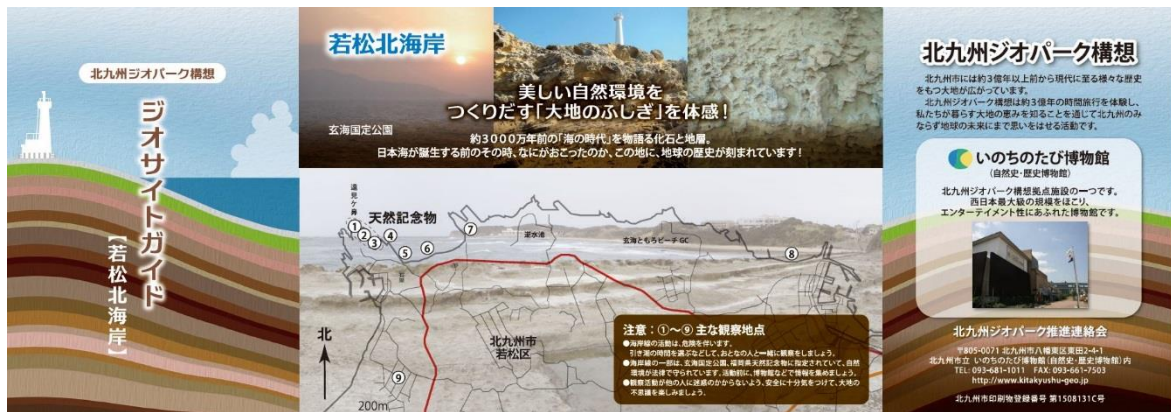 北九州ジオパーク構想
ジオサイトガイド
【若松北海岸】
若松北海岸
美しい自然環境を
つくりだす「大地のふしぎ」を体感！
玄海国定公園
約3000万年前の「海の時代」を物語る化石と地層。
日本海が誕生する前のその時、なにがおこったのか、この地に、地球の歴史が刻まれています！
遠見ケ鼻
天然記念物
① ② ③ ④ ⑤ ⑥ ⑦
玄海ともろビーチ GC
⑧
北
北九州市
若松区
⑨
200m
注意：①～⑨ 主な観察地点
●海岸線の活動は、危険を伴います。
引き潮の時間を選ぶなどして、おとなの人と一緒に観察をしましょう。
●海岸線の一部は、玄海国定公園、福岡県天然記念物に指定されていて、自然
環境が法律で守られています。活動前に、博物館などで情報を集めましょう。
●観察活動が他の人に迷惑のかからないよう、安全に十分気をつけて、大地の
不思議を楽しみましょう。
北九州ジオパーク構想
北九州市には約3億年以上前から現代に至る様々な歴史
をもつ大地が広がっています。
北九州ジオパーク構想は約3億年の時間旅行を体験し、
私たちが暮らす大地の恵みを知ることを通じて北九州のみ
ならず地球の未来にまで思いをはせる活動です。
いのちのたび博物館
（自然史・歴史博物館）
北九州ジオパーク構想拠点施設の一つです。
西日本最大級の規模をほこり、
エンターテイメント性にあふれた博物館です。
北九州ジオパーク推進連絡会
〒805-0071 北九州市八幡東区東田2-4-1
北九州市立 いのちのたび博物館（自然史・歴史博物館）内
TEL: 093-681-1011 FAX: 093-661-7503
http://www.kitakyushu-geo.jp
北九州市印刷物登録番号 第1508131C号